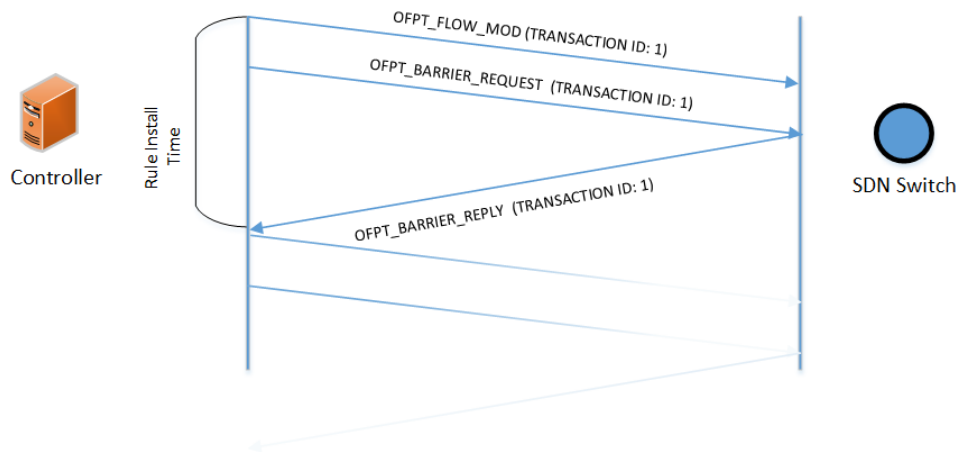 OFPT_FLOW_MOD (TRANSACTION ID: 1)
OFPT_BARRIER_REQUEST (TRANSACTION ID: 1)
Rule Install
Time
Controller
SDN Switch
OFPT_BARRIER_REPLY (TRANSACTION ID: 1)